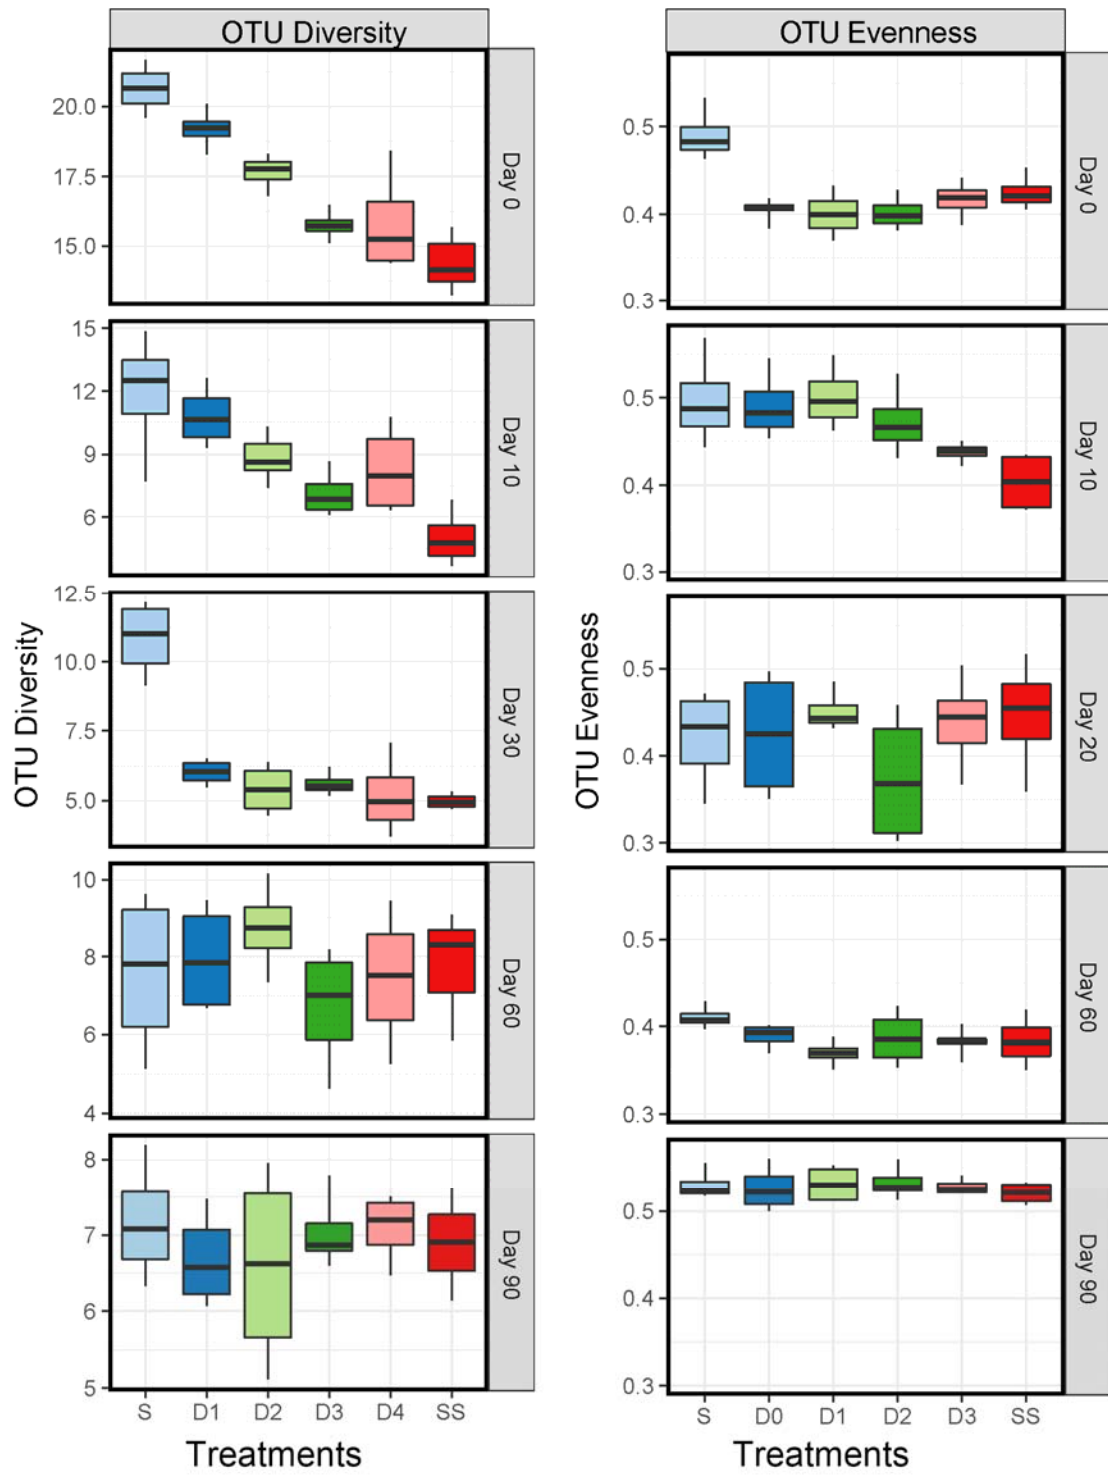 OTU Diversity
20.0
17.5
15.0
Day 0
15
12
9
6
Day 10
12.5
10.0
7.5
5.0
Day 30
10
8
6
4
Day 60
8
7
6
5
Day 90
OTU Diversity
S D1 D2 D3 D4 SS
Treatments
OTU Evenness
0.5
0.4
0.3
Day 0
0.5
0.4
0.3
Day 10
0.5
0.4
0.3
Day 20
0.5
0.4
0.3
Day 60
0.5
0.4
0.3
Day 90
OTU Evenness
S D0 D1 D2 D3 SS
Treatments